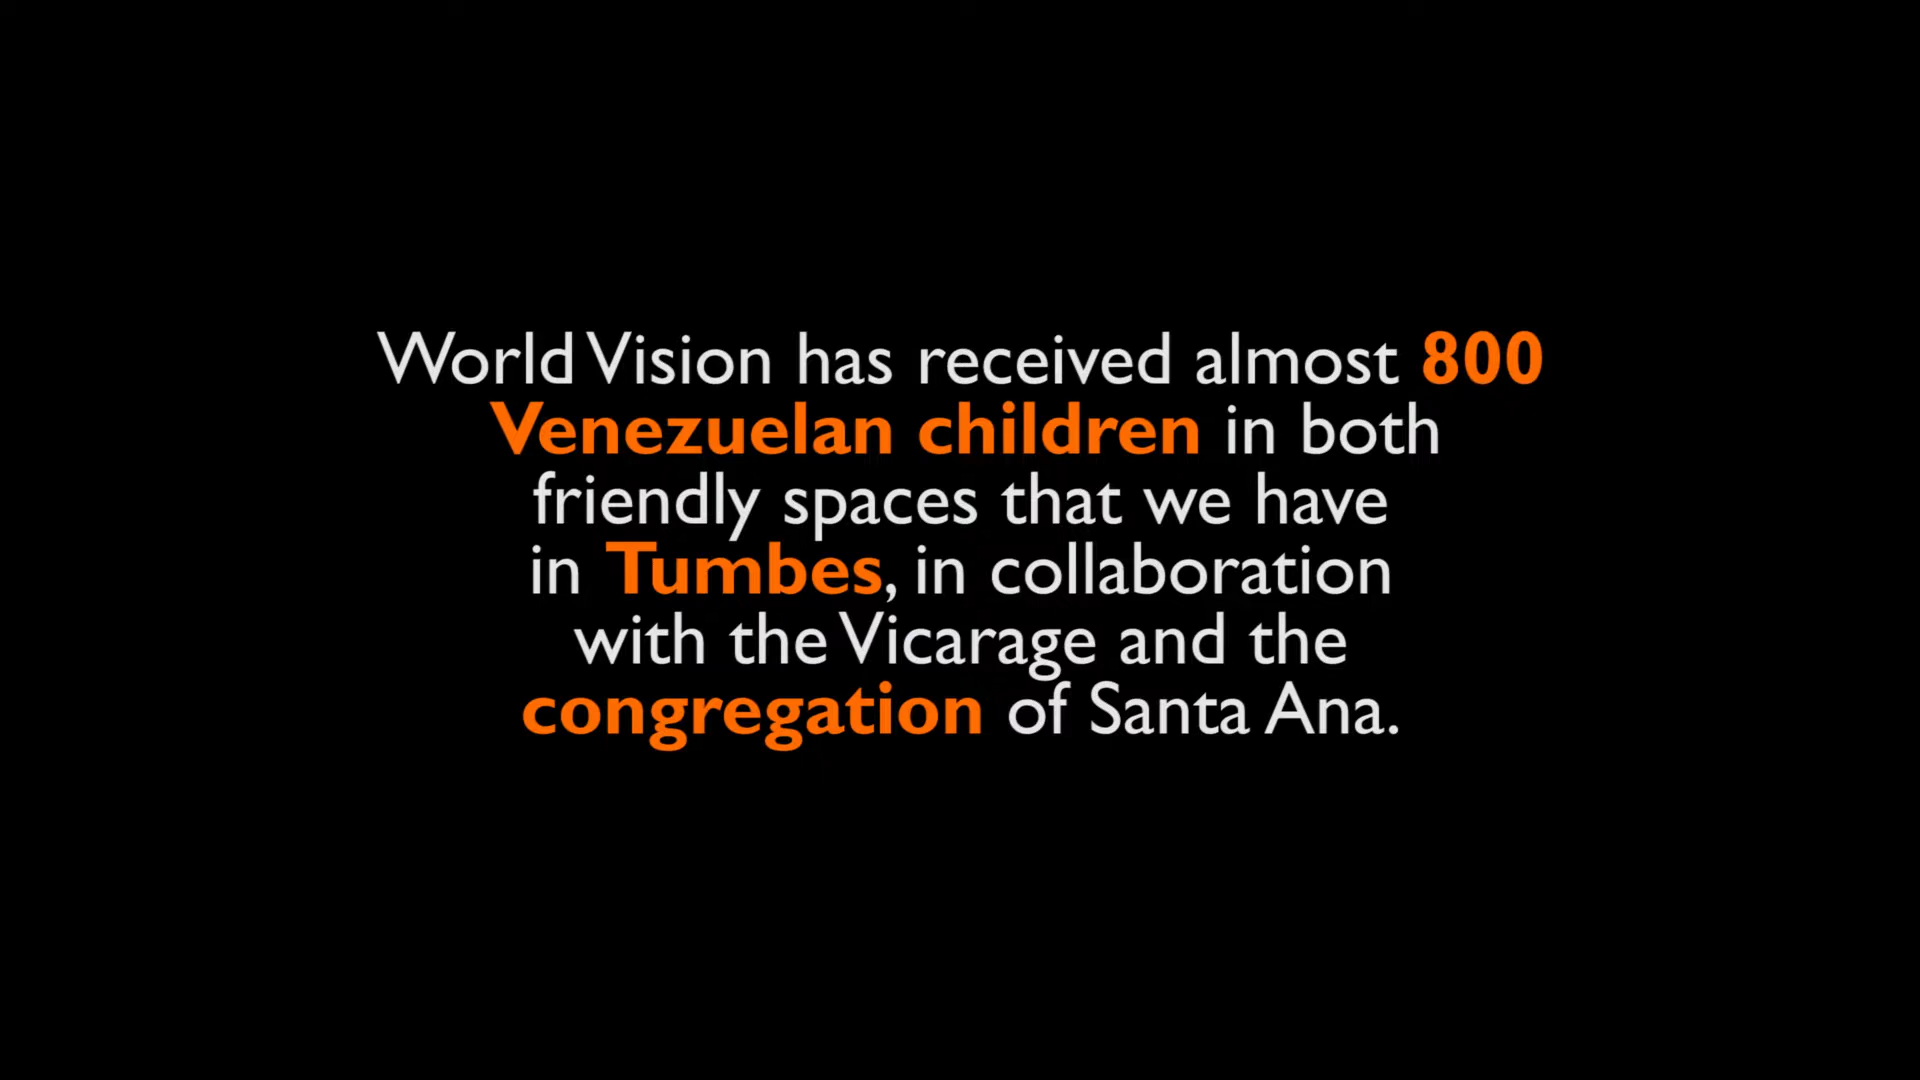 World Vision has received almost 800
Venezuelan children in both
friendly spaces that we have
in Tumbes, in collaboration
with the Vicarage and the
congregation of Santa Ana.